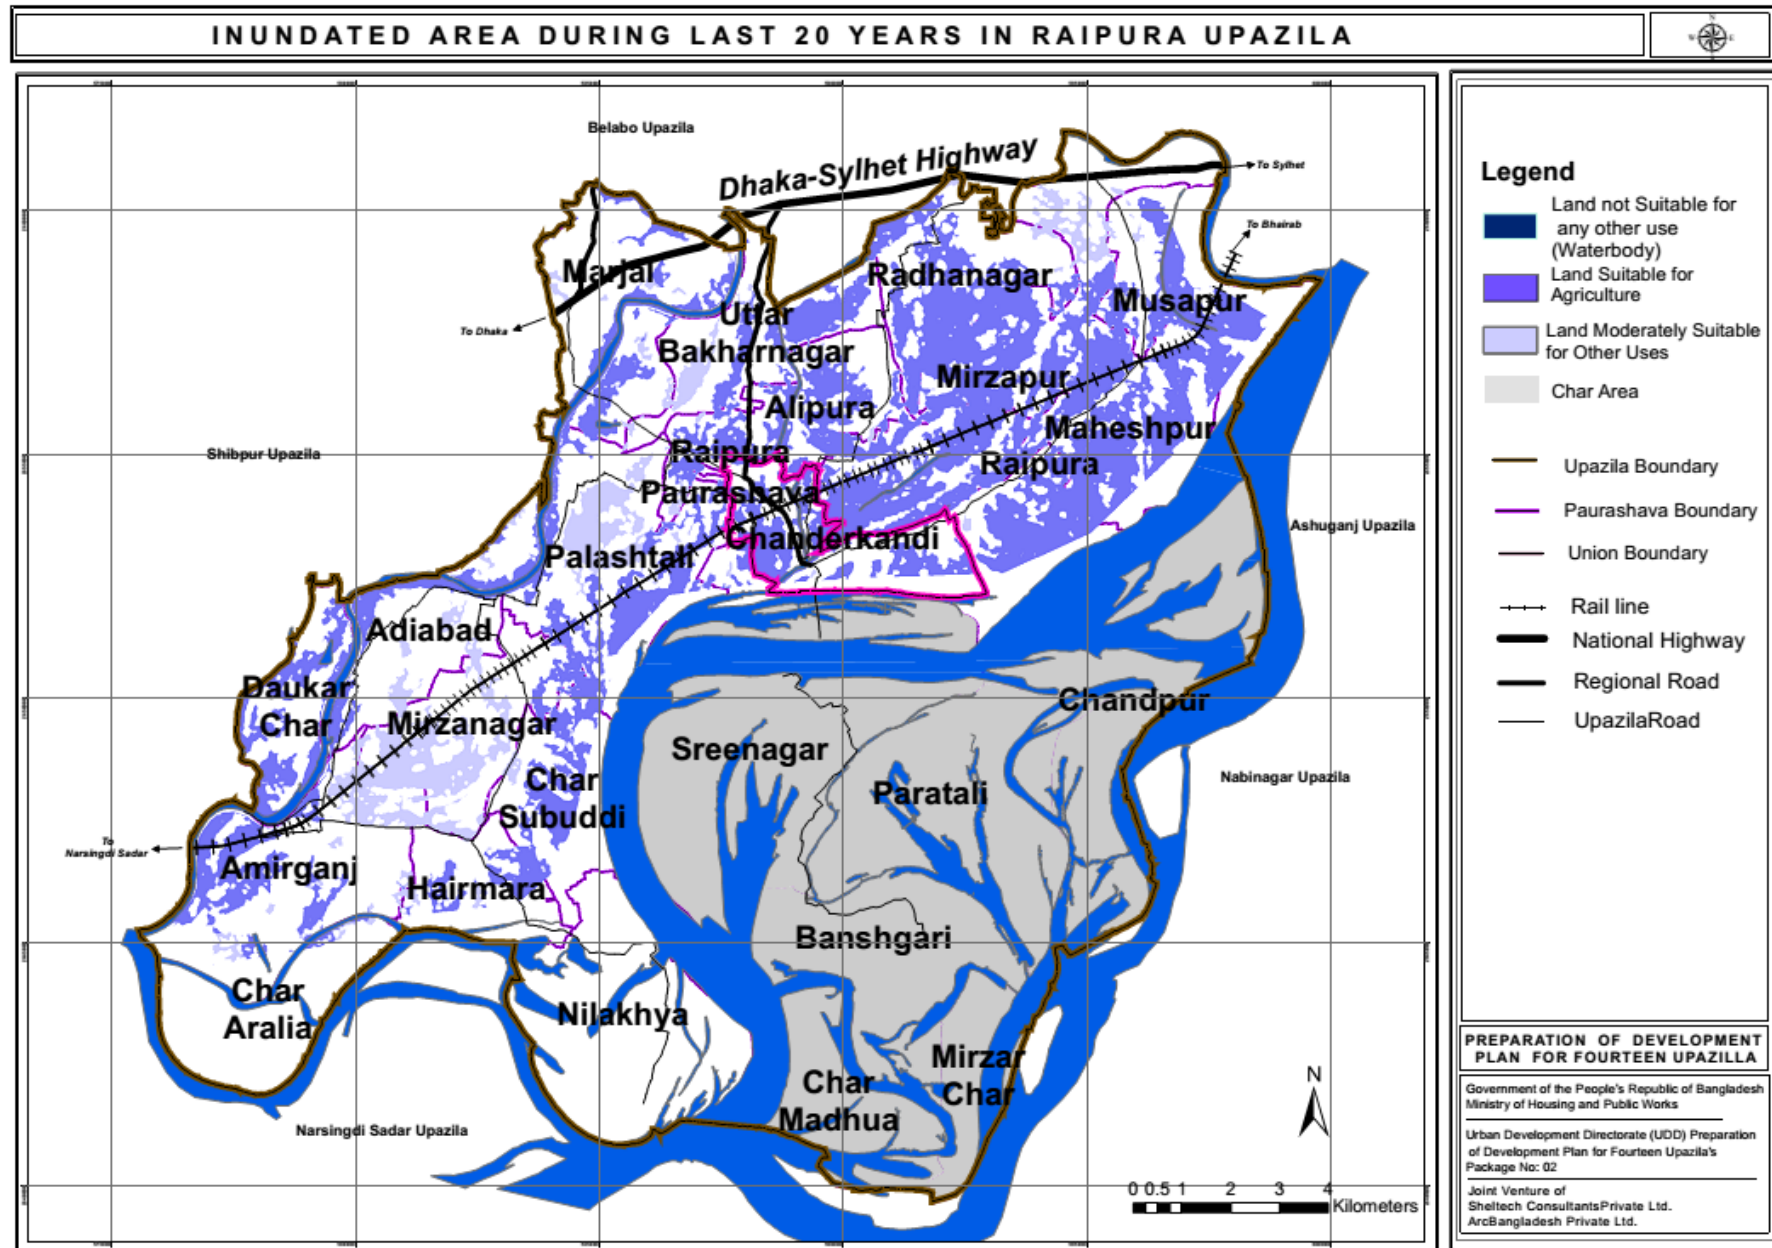 INUNDATED AREA DURING LAST 20 YEARS IN RAIPURA UPAZILA
Belabo Upazila
Dhaka-Sylhet Highway
To Sylhet
To Bhairab
Marjal
Radhanagar
Musapur
To Dhaka
Uttar
Bakharnagar
Mirzapur
Alipura
Maheshpur
Shibpur Upazila
Raipura
Raipura
Paurashava
Ashuganj Upazila
Chanderkandi
Palashtali
Adiabad
Daukar
Char
Chandpur
Mirzanagar
Sreenagar
Char
Subuddi
Paratali
Nabinagar Upazila
To
Narsingdi Sadar
Amirganj
Hairmara
Banshgari
Char
Aralia
Nilakhya
Mirzar
Char
Char
Madhua
Narsingdi Sadar Upazila
N
0 0.5 1 2 3 4
Kilometers
Legend
Land not Suitable for
any other use
(Waterbody)
Land Suitable for
Agriculture
Land Moderately Suitable
for Other Uses
Char Area
Upazila Boundary
Paurashava Boundary
Union Boundary
Rail line
National Highway
Regional Road
UpazilaRoad
PREPARATION OF DEVELOPMENT
PLAN FOR FOURTEEN UPAZILLA
Government of the People's Republic of Bangladesh
Ministry of Housing and Public Works
Urban Development Directorate (UDD) Preparation
of Development Plan for Fourteen Upazila's
Package No: 02
Joint Venture of
Sheltech ConsultantsPrivate Ltd.
ArcBangladesh Private Ltd.